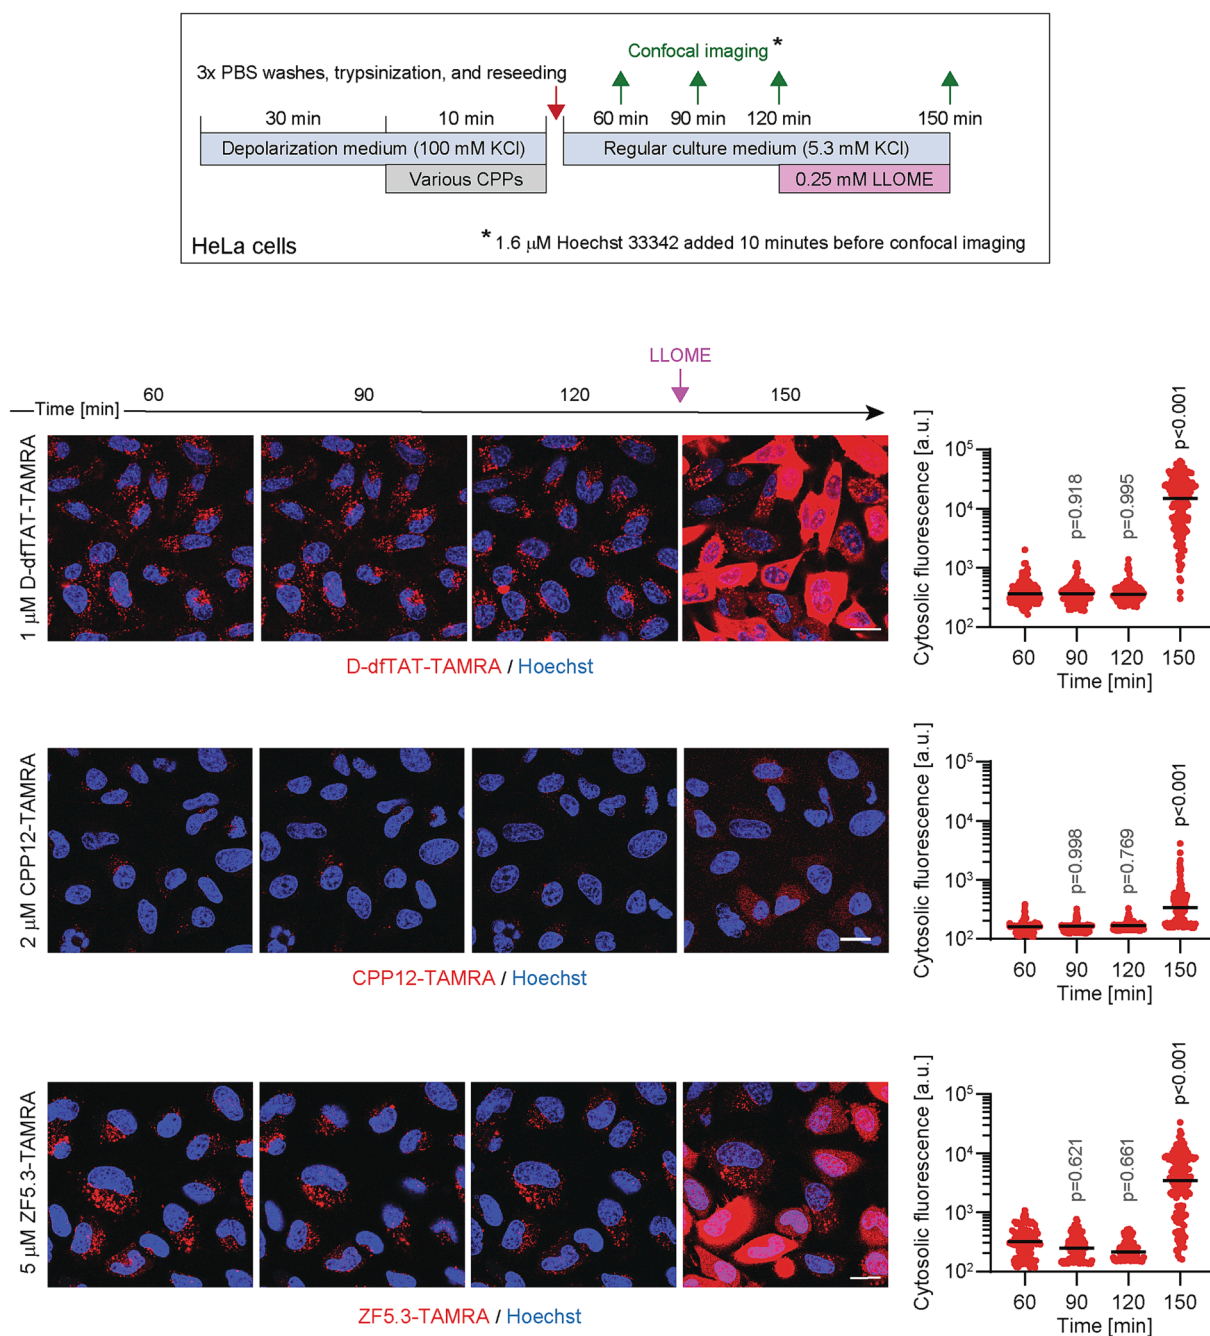 Confocal imaging *
3x PBS washes, trypsinization, and reseeding
30 min 10 min 60 min 90 min 120 min 150 min
Depolarization medium (100 mM KCl) Regular culture medium (5.3 mM KCl)
Various CPPs 0.25 mM LLOME
HeLa cells * 1.6 µM Hoechst 33342 added 10 minutes before confocal imaging
LLOME
Time [min] 60 90 120 150
1 µM D-dfTAT-TAMRA
D-dfTAT-TAMRA / Hoechst
Cytosolic fluorescence [a.u.]
10⁵
10⁴
10³
10²
p=0.918
p=0.995
p<0.001
60 90 120 150
Time [min]
2 µM CPP12-TAMRA
CPP12-TAMRA / Hoechst
Cytosolic fluorescence [a.u.]
10⁵
10⁴
10³
10²
p=0.998
p=0.769
p<0.001
60 90 120 150
Time [min]
5 µM ZF5.3-TAMRA
ZF5.3-TAMRA / Hoechst
Cytosolic fluorescence [a.u.]
10⁵
10⁴
10³
10²
p=0.621
p=0.661
p<0.001
60 90 120 150
Time [min]